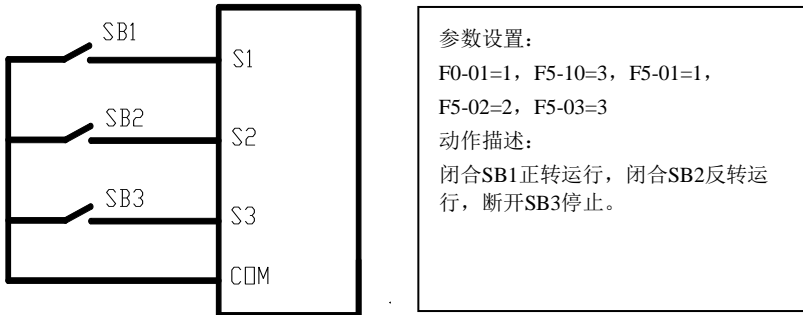 SB1
S1
SB2
S2
SB3
S3
COM
参数设置：
F0-01=1，F5-10=3，F5-01=1，
F5-02=2，F5-03=3
动作描述：
闭合SB1正转运行，闭合SB2反转运
行，断开SB3停止。